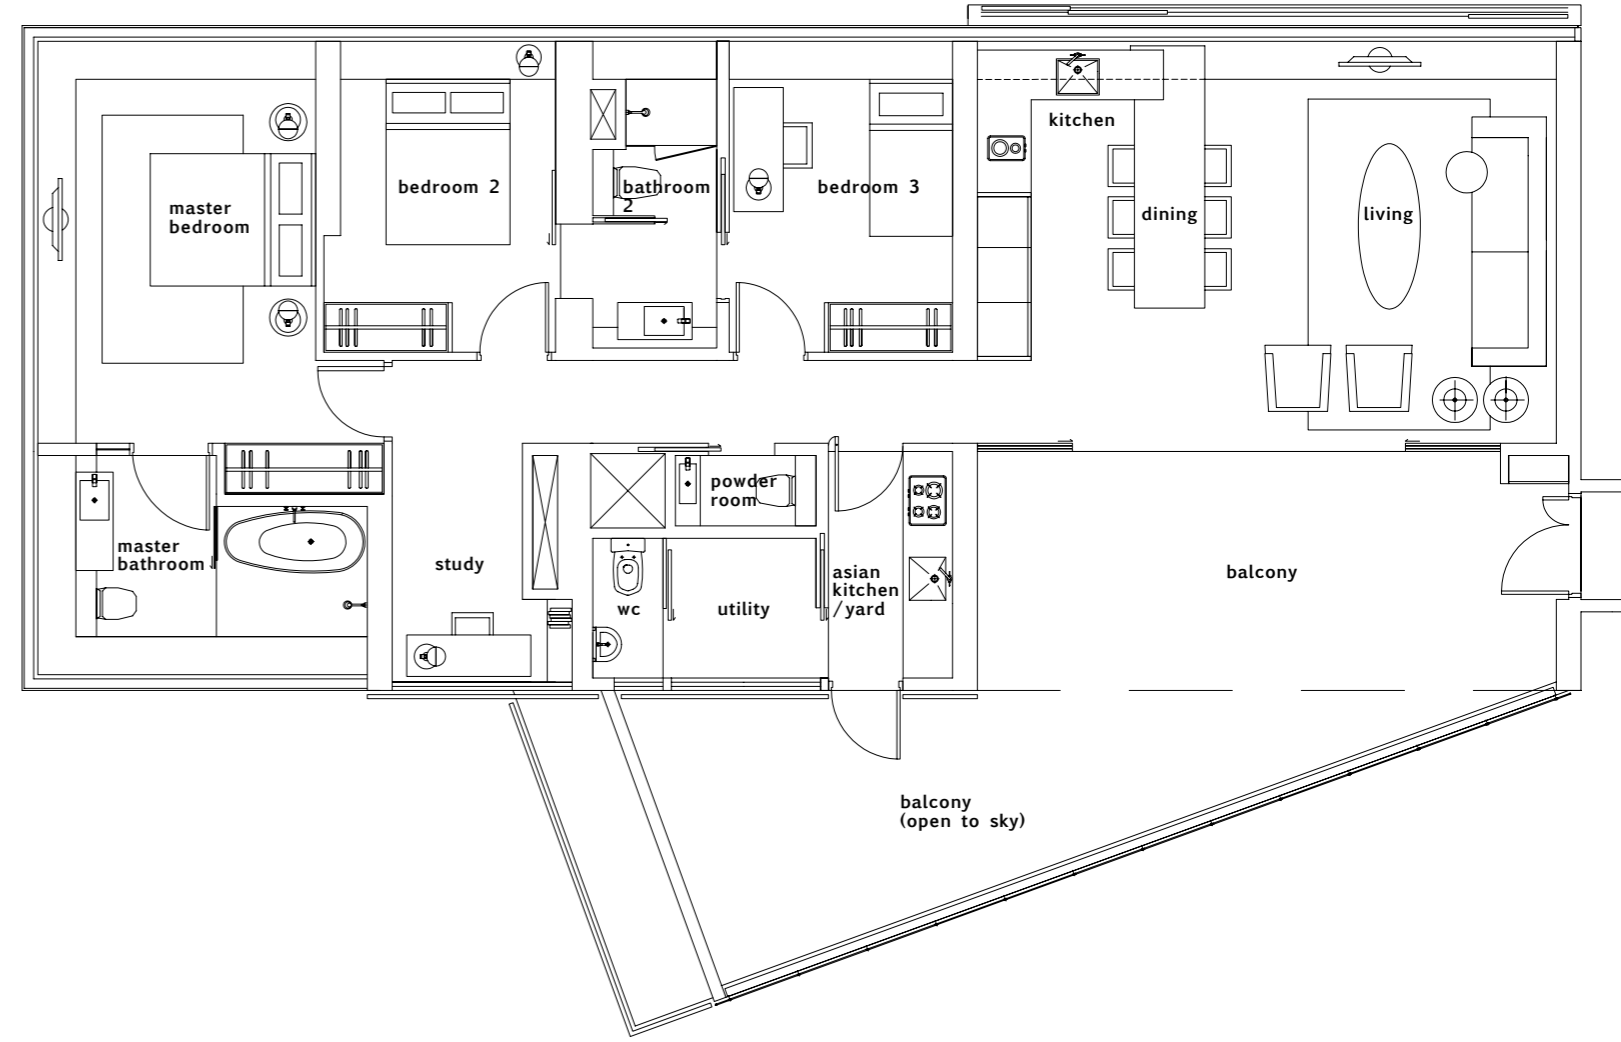 kitchen
bedroom 2
bathroom
2
bedroom 3
master
bedroom
dining
living
powder
room
master
bathroom
study
asian
kitchen
/yard
balcony
wc
utility
balcony
(open to sky)